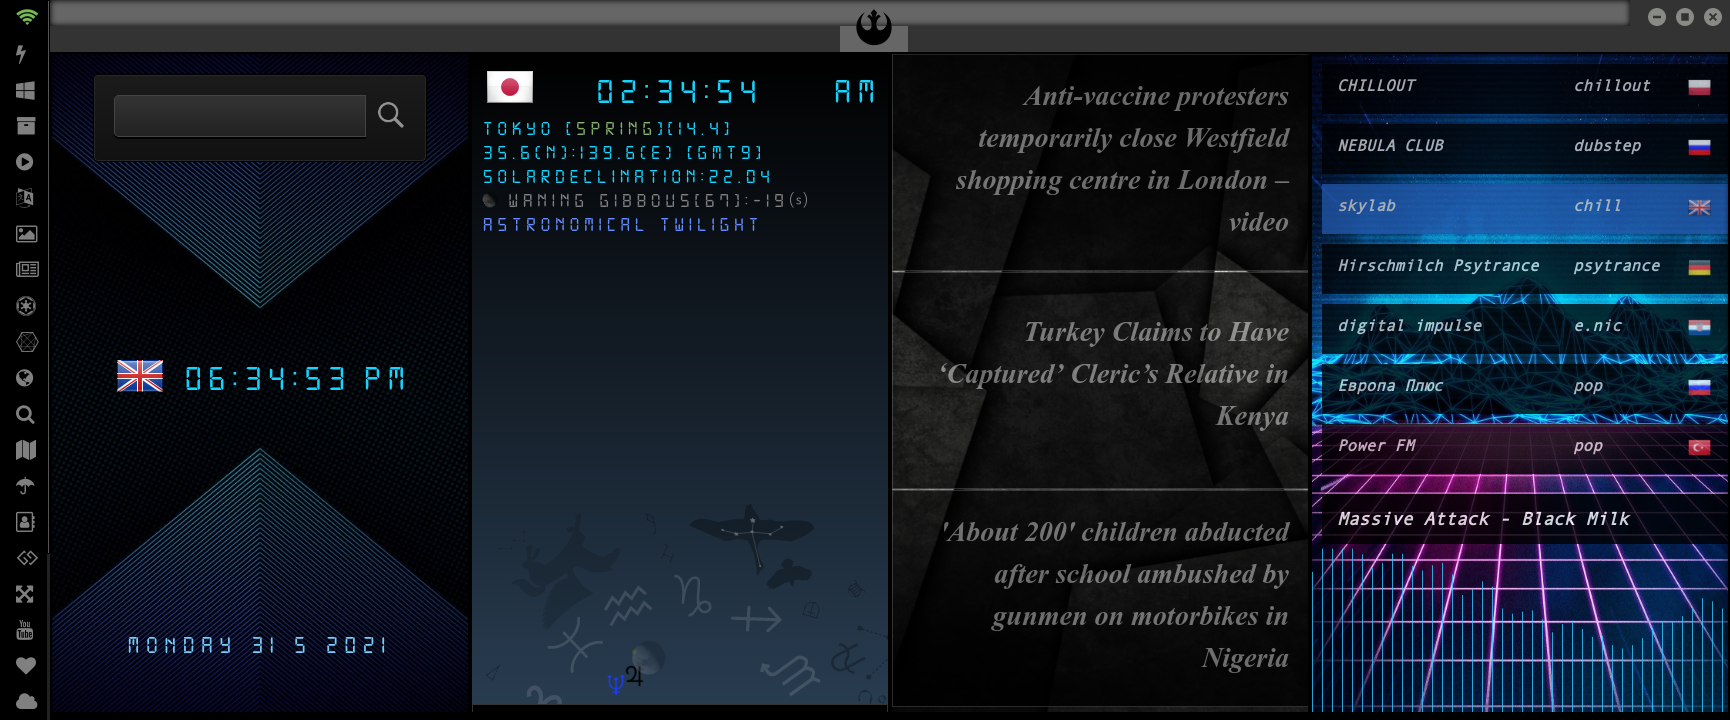 06:34:53 PM
MONDAY 31 5 2021
02:34:54 AM
TOKYO [SPRING][14.4]
35.6(N):139.6(E) [GMT9]
SOLARDECLINATION:22.04
WANING GIBBOUS[67]:-19(s)
ASTRONOMICAL TWILIGHT
Anti-vaccine protesters
temporarily close Westfield
shopping centre in London –
video
Turkey Claims to Have
‘Captured’ Cleric’s Relative in
Kenya
'About 200' children abducted
after school ambushed by
gunmen on motorbikes in
Nigeria
CHILLOUT chillout
NEBULA CLUB dubstep
skylab chill
Hirschmilch Psytrance psytrance
digital impulse e.nic
Европа Плюс pop
Power FM pop
Massive Attack - Black Milk
You
Tube